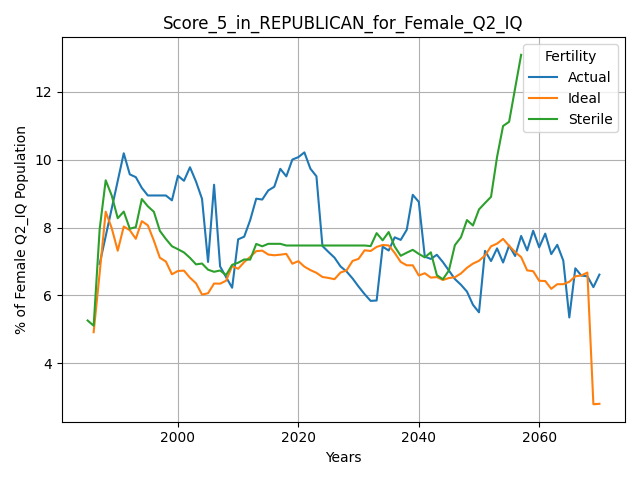 Score_5_in_REPUBLICAN_for_Female_Q2_IQ
Fertility
Actual
Ideal
Sterile
% of Female Q2_IQ Population
12
10
8
6
4
2000
2020
2040
2060
Years